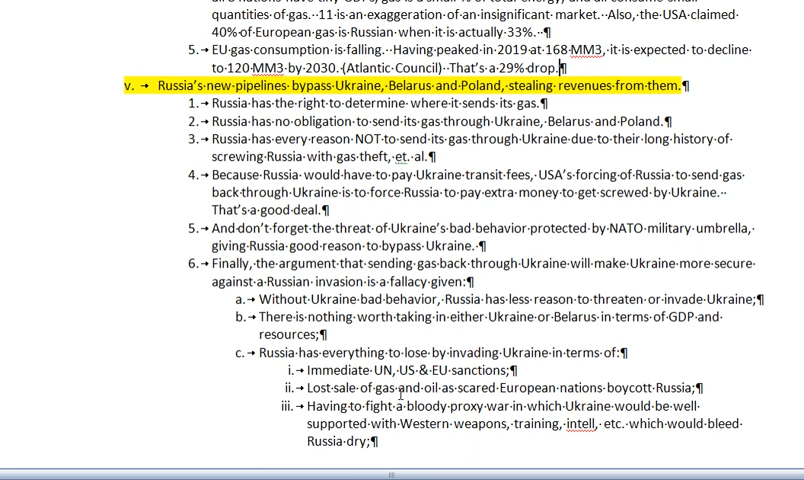 quantities of gas.  11 is an exaggeration of an insignificant market.  Also, the USA claimed
40% of European gas is Russian when it is actually 33%.
5. EU gas consumption is falling.  Having peaked in 2019 at 168 MM3, it is expected to decline
to 120 MM3 by 2030. (Atlantic Council)  That's a 29% drop.
v. Russia's new pipelines bypass Ukraine, Belarus and Poland, stealing revenues from them.
1. Russia has the right to determine where it sends its gas.
2. Russia has no obligation to send its gas through Ukraine, Belarus and Poland.
3. Russia has every reason NOT to send its gas through Ukraine due to their long history of
screwing Russia with gas theft, et. al.
4. Because Russia would have to pay Ukraine transit fees, USA's forcing of Russia to send gas
back through Ukraine is to force Russia to pay extra money to get screwed by Ukraine.
That's a good deal.
5. And don't forget the threat of Ukraine's bad behavior protected by NATO military umbrella,
giving Russia good reason to bypass Ukraine.
6. Finally, the argument that sending gas back through Ukraine will make Ukraine more secure
against a Russian invasion is a fallacy given:
a. Without Ukraine bad behavior, Russia has less reason to threaten or invade Ukraine;
b. There is nothing worth taking in either Ukraine or Belarus in terms of GDP and
resources;
c. Russia has everything to lose by invading Ukraine in terms of:
i. Immediate UN, US & EU sanctions;
ii. Lost sale of gas and oil as scared European nations boycott Russia;
iii. Having to fight a bloody proxy war in which Ukraine would be well
supported with Western weapons, training, intell, etc. which would bleed
Russia dry;